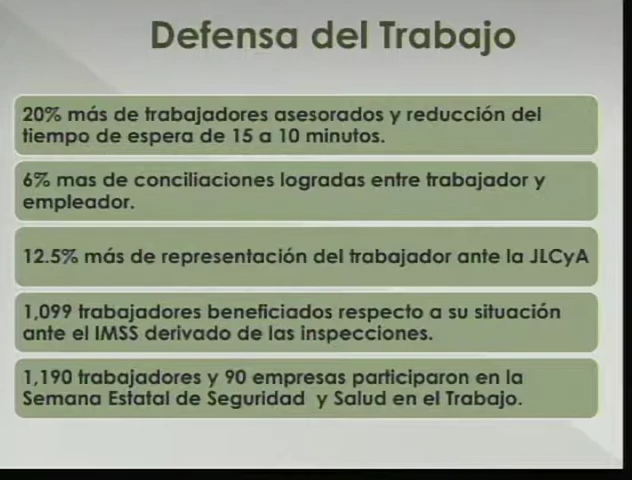 Defensa del Trabajo
20% más de trabajadores asesorados y reducción del
tiempo de espera de 15 a 10 minutos.
6% mas de conciliaciones logradas entre trabajador y
empleador.
12.5% más de representación del trabajador ante la JLCyA
1,099 trabajadores beneficiados respecto a su situación
ante el IMSS derivado de las inspecciones.
1,190 trabajadores y 90 empresas participaron en la
Semana Estatal de Seguridad y Salud en el Trabajo.